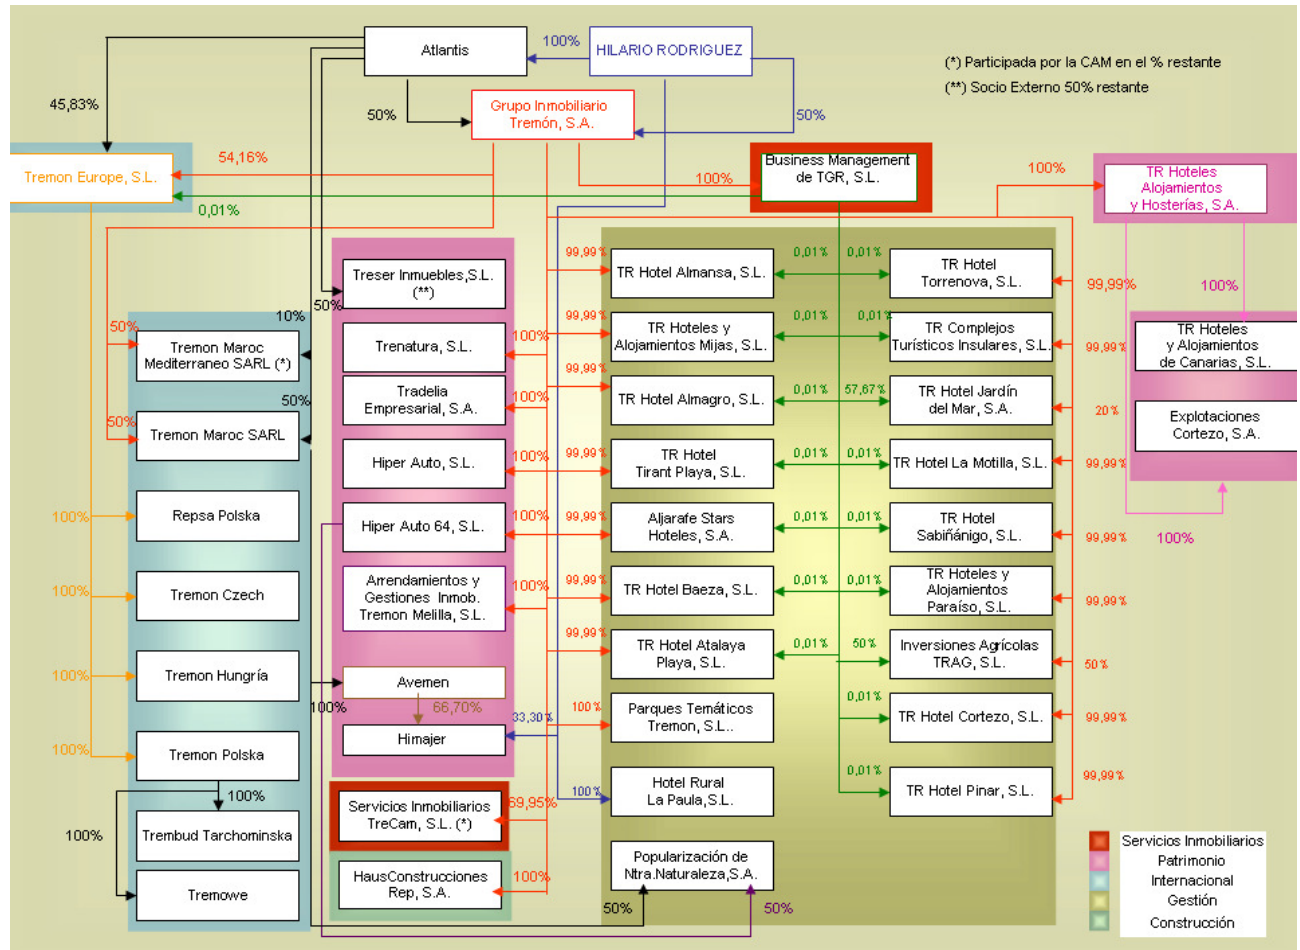 Atlantis
100%
HILARIO RODRIGUEZ
(*) Participada por la CAM en el % restante
(**) Socio Externo 50% restante
45,83%
50%
Grupo Inmobiliario
Tremón, S.A.
50%
Tremon Europe, S.L.
54,16%
0,01%
100%
Business Management
de TGR, S.L.
100%
TR Hoteles
Alojamientos
y Hosterías, S.A.
Treser Inmuebles,S.L.
(**)
50%
99,99%
TR Hotel Almansa, S.L.
0,01%
0,01%
TR Hotel
Torrenova, S.L.
99,99%
100%
10%
50%
Tremon Maroc
Mediterraneo SARL (*)
Trenatura, S.L.
100%
99,99%
TR Hoteles y
Alojamientos Mijas, S.L.
0,01%
0,01%
TR Complejos
Turísticos Insulares, S.L.
99,99%
TR Hoteles
y Alojamientos
de Canarias, S.L.
50%
50%
Tremon Maroc SARL
Tradelia
Empresarial, S.A.
100%
99,99%
TR Hotel Almagro, S.L.
0,01%
57,67%
TR Hotel Jardín
del Mar, S.A.
20%
Explotaciones
Cortezo, S.A.
Hiper Auto, S.L.
100%
99,99%
TR Hotel
Tirant Playa, S.L.
0,01%
0,01%
TR Hotel La Motilla, S.L.
99,99%
100%
Repsa Polska
Hiper Auto 64, S.L.
100%
99,99%
Aljarafe Stars
Hoteles, S.A.
0,01%
0,01%
TR Hotel
Sabiñánigo, S.L.
99,99%
100%
100%
Tremon Czech
Arrendamientos y
Gestiones Inmob.
Tremon Melilla, S.L.
100%
99,99%
TR Hotel Baeza, S.L.
0,01%
0,01%
TR Hoteles y
Alojamientos
Paraíso, S.L.
99,99%
100%
Tremon Hungría
99,99%
TR Hotel Atalaya
Playa, S.L.
0,01%
50%
Inversiones Agrícolas
TRAG, S.L.
50%
100%
Avemen
66,70%
33,30%
100%
Parques Temáticos
Tremon, S.L..
0,01%
TR Hotel Cortezo, S.L.
99,99%
100%
Tremon Polska
Himajer
100%
100%
Hotel Rural
La Paula,S.L.
0,01%
TR Hotel Pinar, S.L.
99,99%
100%
Trembud Tarchominska
Servicios Inmobiliarios
TreCam, S.L. (*)
69,95%
Tremowe
HausConstrucciones
Rep, S.A.
100%
Popularización de
Ntra.Naturaleza,S.A.
50%
50%
Servicios Inmobiliarios
Patrimonio
Internacional
Gestión
Construcción